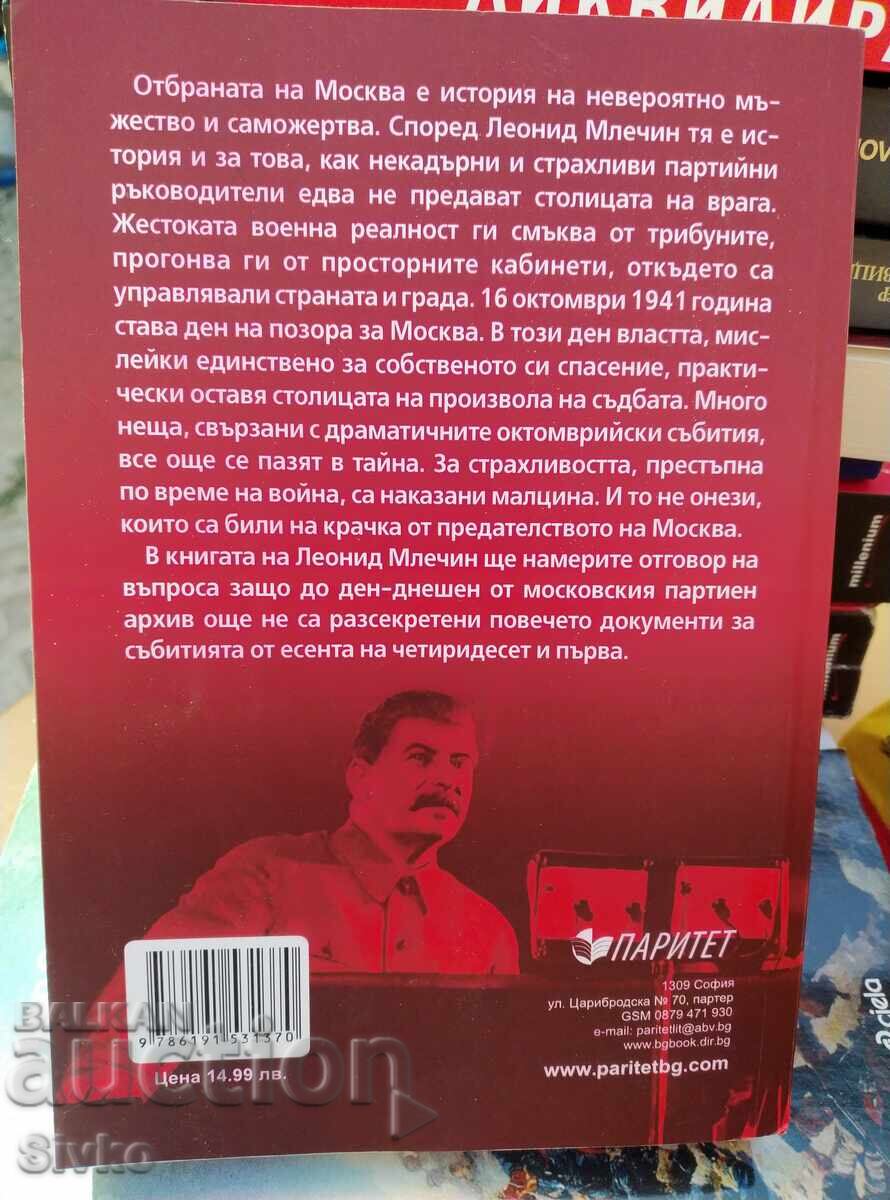 ЛИКВИДИР
Отбраната на Москва е история на невероятно мъ-
жество и саможертва. Според Леонид Млечин тя е ис-
тория и за това, как некадърни и страхливи партийни
ръководители едва не предават столицата на врага.
Жестоката военна реалност ги смъква от трибуните,
прогонва ги от просторните кабинети, откъдето са
управлявали страната и града. 16 октомври 1941 година
става ден на позора за Москва. В този ден властта, мис-
лейки единствено за собственото си спасение, практи-
чески оставя столицата на произвола на съдбата. Много
неща, свързани с драматичните октомврийски събития,
все още се пазят в тайна. За страхливостта, престъпна
по време на война, са наказани малцина. И то не онези,
които са били на крачка от предателството на Москва.
В книгата на Леонид Млечин ще намерите отговор на
въпроса защо до ден-днешен от московския партиен
архив още не са разсекретени повечето документи за
събитията от есента на четиридесет и първа.
ПАРИТЕТ
1309 София
ул. Царибродска № 70, партер
GSM 0879 471 930
e-mail: paritetlit@abv.bg
www.bgbook.dir.bg
www.paritetbg.com
9 786191 531370
Цена 14.99 лв.
millenium
millenium
ciela
BALKAN
auction
Sivko